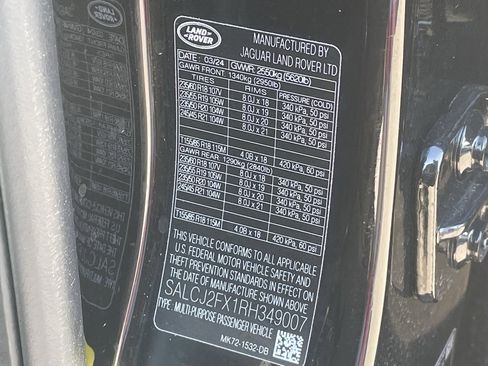 LAND ROVER
MANUFACTURED BY
JAGUAR LAND ROVER LTD
DATE: 03/24 GVWR: 2550kg (5620lb)
GAWR FRONT 1340kg (2950lb)
TIRES RIMS PRESSURE (COLD)
235/60 R18 107V 8.0J x 18 340 kPa, 50 psi
235/55 R19 105W 8.0J x 19 340 kPa, 50 psi
235/50 R20 104W 8.0J x 20 340 kPa, 50 psi
245/45 R21 104W 8.0J x 21 340 kPa, 50 psi
T155/85 R18 115M 4.0B x 18 420 kPa, 60 psi
GAWR REAR 1290kg (2840lb)
235/60 R18 107V 8.0J x 18 340 kPa, 50 psi
235/55 R19 105W 8.0J x 19 340 kPa, 50 psi
235/50 R20 104W 8.0J x 20 340 kPa, 50 psi
245/45 R21 104W 8.0J x 21 340 kPa, 50 psi
T155/85 R18 115M 4.0B x 18 420 kPa, 60 psi
THIS VEHICLE CONFORMS TO ALL APPLICABLE
U.S. FEDERAL MOTOR VEHICLE SAFETY AND
THEFT PREVENTION STANDARDS IN EFFECT ON
THE DATE OF MANUFACTURE SHOWN ABOVE
SALCJ2FX1RH349007
TYPE: MULTI-PURPOSE PASSENGER VEHICLE
MK72-1532-DB